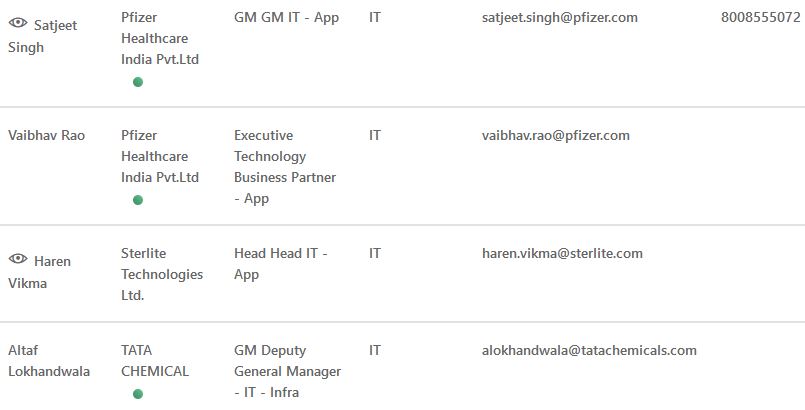 Satjeet
Singh
Pfizer
Healthcare
India Pvt.Ltd
GM GM IT - App
IT
satjeet.singh@pfizer.com
8008555072
Vaibhav Rao
Pfizer
Healthcare
India Pvt.Ltd
Executive
Technology
Business Partner
- App
IT
vaibhav.rao@pfizer.com
Haren
Vikma
Sterlite
Technologies
Ltd.
Head Head IT -
App
IT
haren.vikma@sterlite.com
Altaf
Lokhandwala
TATA
CHEMICAL
GM Deputy
General Manager
- IT - Infra
IT
alokhandwala@tatachemicals.com